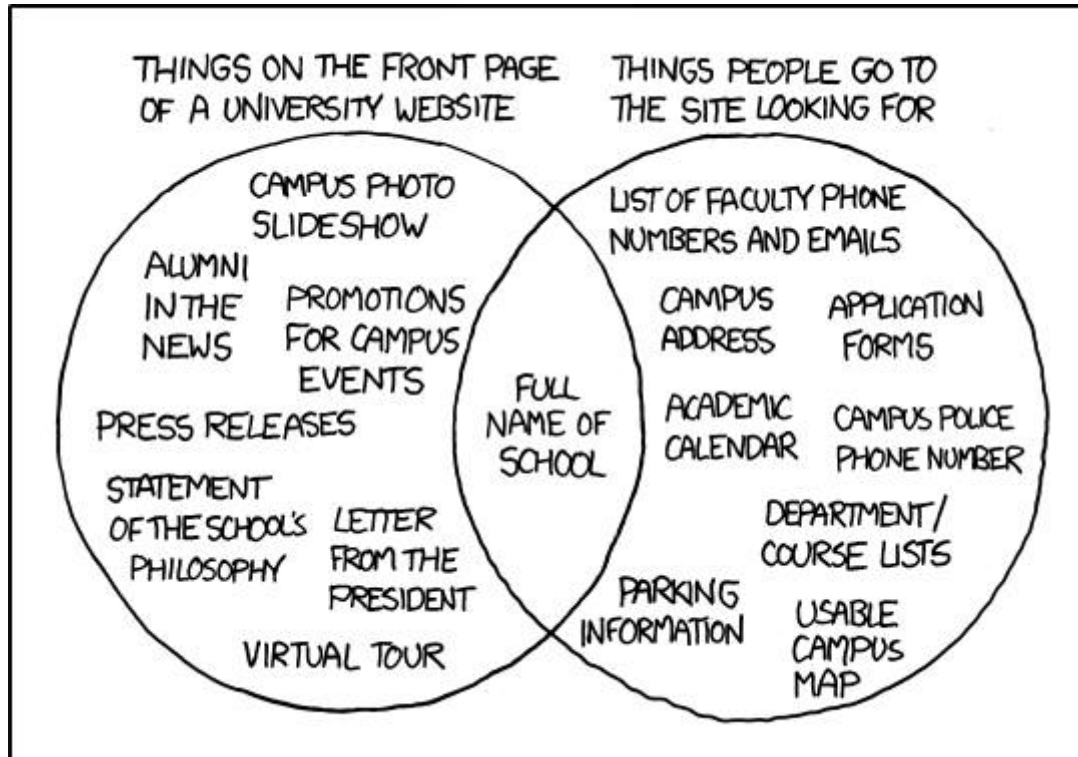 THINGS ON THE FRONT PAGE
OF A UNIVERSITY WEBSITE
THINGS PEOPLE GO TO
THE SITE LOOKING FOR
CAMPUS PHOTO
SLIDESHOW
ALUMNI
IN THE
NEWS
PROMOTIONS
FOR CAMPUS
EVENTS
PRESS RELEASES
STATEMENT
OF THE SCHOOL'S
PHILOSOPHY
LETTER
FROM THE
PRESIDENT
VIRTUAL TOUR
FULL
NAME OF
SCHOOL
LIST OF FACULTY PHONE
NUMBERS AND EMAILS
CAMPUS
ADDRESS
APPLICATION
FORMS
ACADEMIC
CALENDAR
CAMPUS POLICE
PHONE NUMBER
DEPARTMENT/
COURSE LISTS
PARKING
INFORMATION
USABLE
CAMPUS
MAP